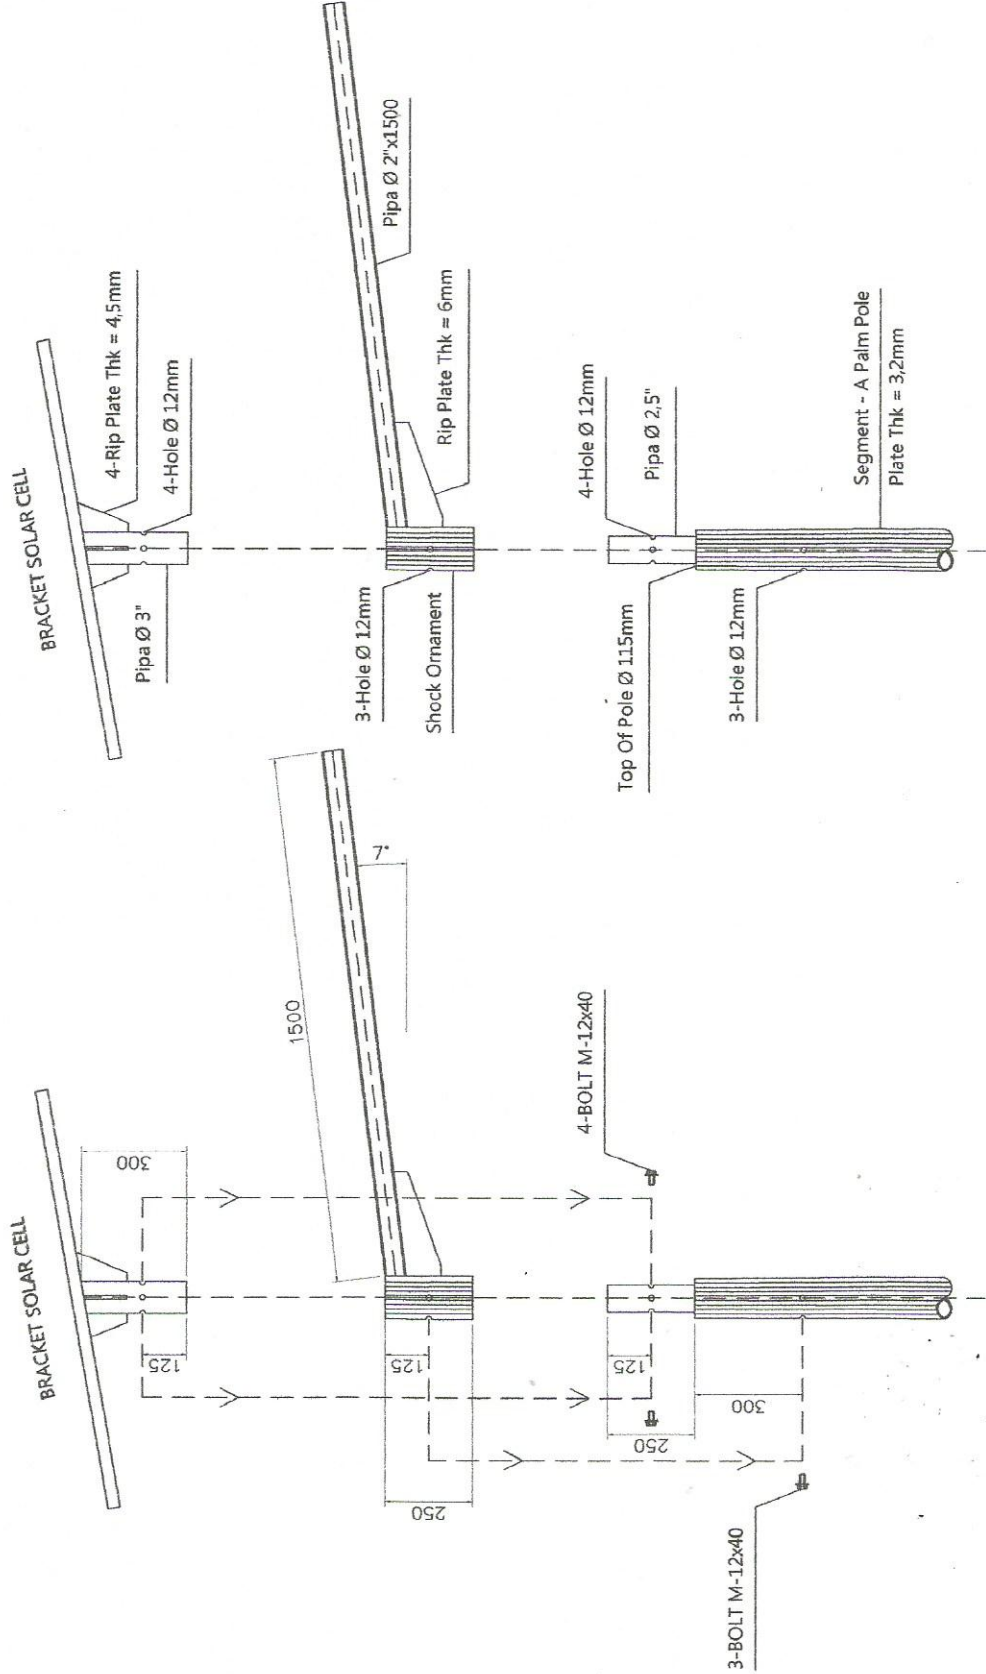 BRACKET SOLAR CELL
300
125
1500
7°
125
250
4-BOLT M-12x40
125
250
300
3-BOLT M-12x40
BRACKET SOLAR CELL
4-Rip Plate Thk = 4,5mm
4-Hole Ø 12mm
Pipa Ø 3"
Pipa Ø 2"x1500
3-Hole Ø 12mm
Shock Ornament
Rip Plate Thk = 6mm
4-Hole Ø 12mm
Pipa Ø 2,5"
Top Of Pole Ø 115mm
3-Hole Ø 12mm
Segment - A Palm Pole
Plate Thk = 3,2mm